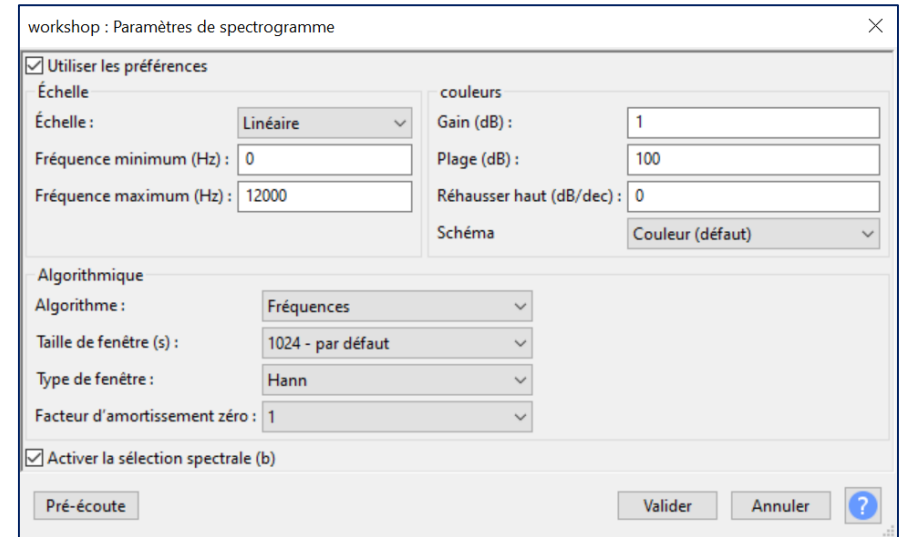 workshop : Paramètres de spectrogramme
Utiliser les préférences
Échelle
Échelle : Linéaire
Fréquence minimum (Hz) : 0
Fréquence maximum (Hz) : 12000
couleurs
Gain (dB) : 1
Plage (dB) : 100
Réhausser haut (dB/dec) : 0
Schéma Couleur (défaut)
Algorithmique
Algorithme : Fréquences
Taille de fenêtre (s) : 1024 - par défaut
Type de fenêtre : Hann
Facteur d'amortissement zéro : 1
Activer la sélection spectrale (b)
Pré-écoute Valider Annuler ?